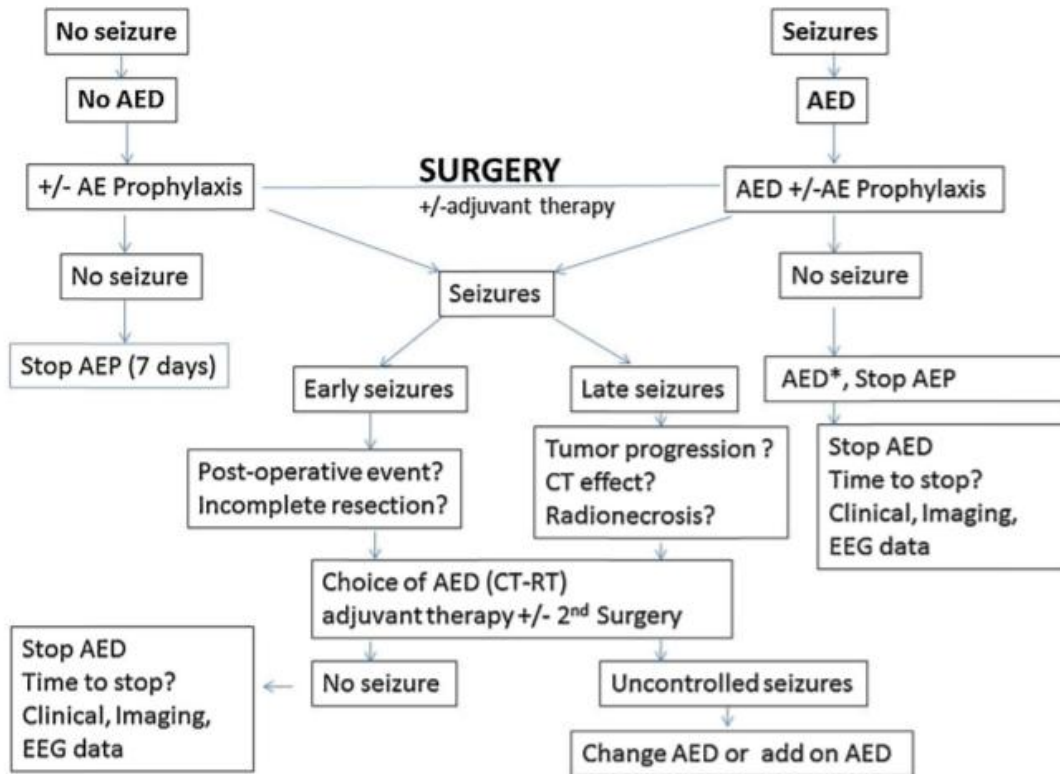 No seizure
Seizures
No AED
AED
+/- AE Prophylaxis
SURGERY
+/-adjuvant therapy
AED +/-AE Prophylaxis
No seizure
Seizures
No seizure
Stop AEP (7 days)
Early seizures
Late seizures
AED*, Stop AEP
Post-operative event?
Incomplete resection?
Tumor progression ?
CT effect?
Radionecrosis?
Stop AED
Time to stop?
Clinical, Imaging,
EEG data
Choice of AED (CT-RT)
adjuvant therapy +/- 2nd Surgery
Stop AED
Time to stop?
Clinical, Imaging,
EEG data
No seizure
Uncontrolled seizures
Change AED or add on AED